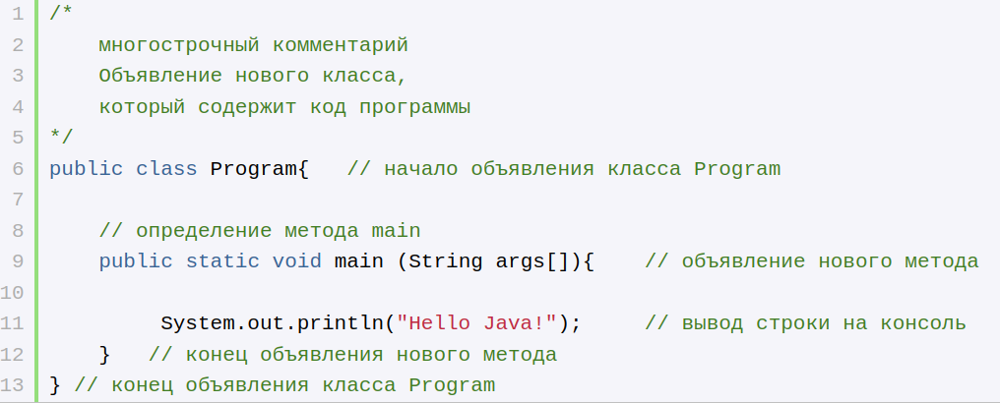 1 /*
2 многострочный комментарий
3 Объявление нового класса,
4 который содержит код программы
5 */
6 public class Program{   // начало объявления класса Program
7
8 // определение метода main
9 public static void main (String args[]){    // объявление нового метода
10
11 System.out.println("Hello Java!");     // вывод строки на консоль
12 }   // конец объявления нового метода
13 } // конец объявления класса Program